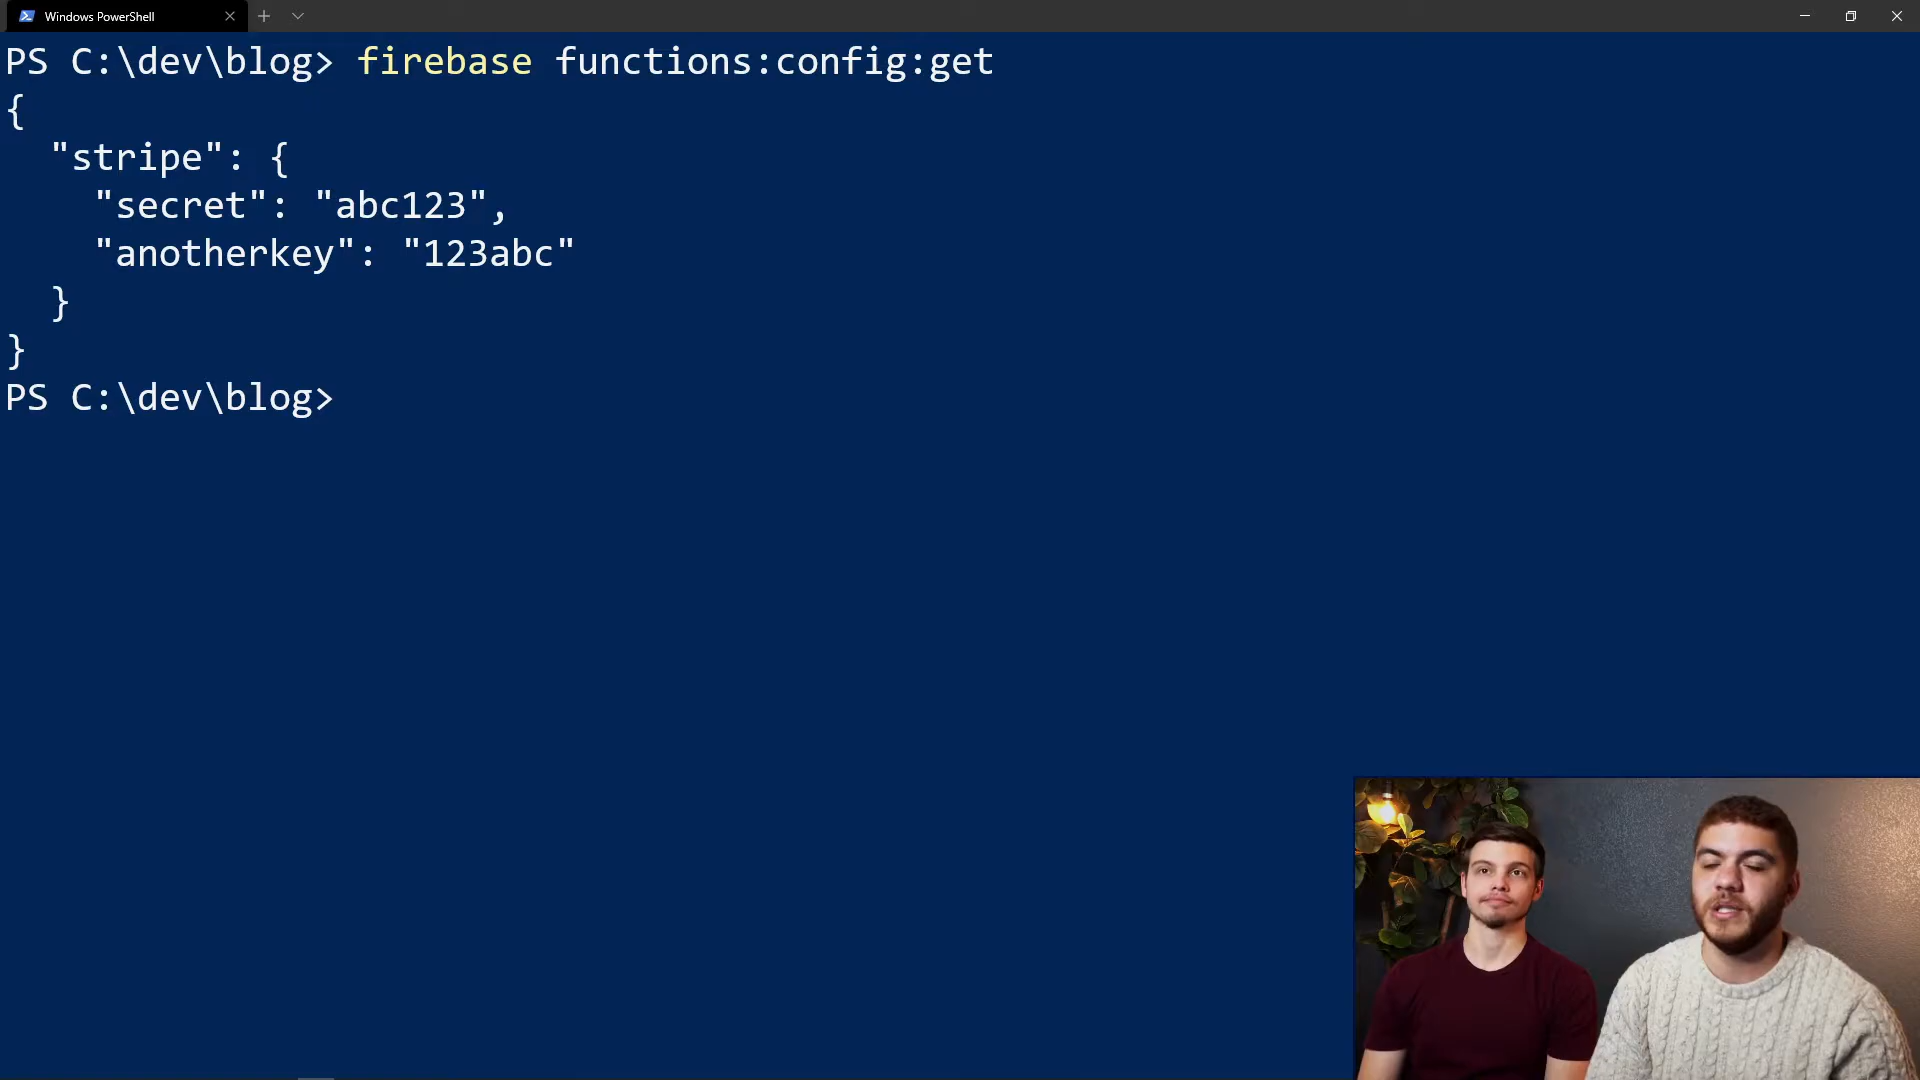 Windows PowerShell
PS C:\dev\blog> firebase functions:config:get
{
  "stripe": {
    "secret": "abc123",
    "anotherkey": "123abc"
  }
}
PS C:\dev\blog>